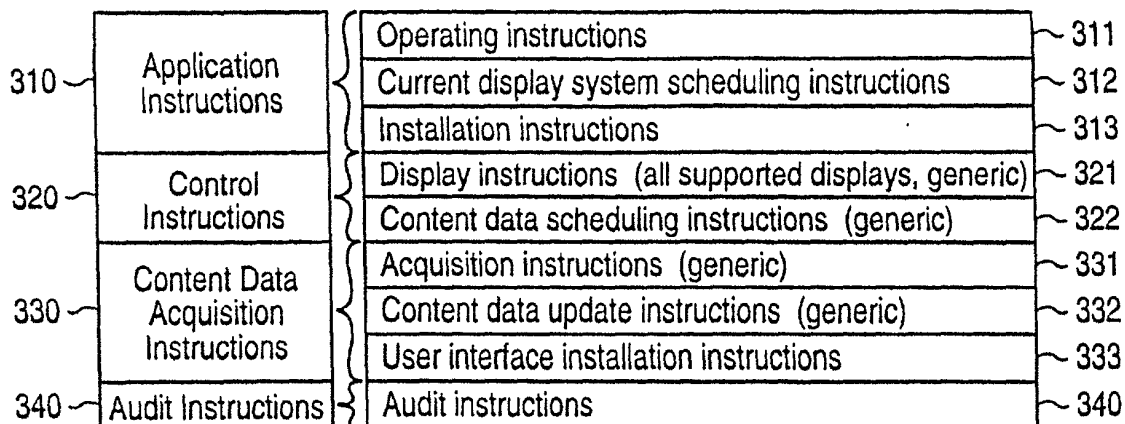 310
Application
Instructions
Operating instructions
311
Current display system scheduling instructions
312
Installation instructions
313
320
Control
Instructions
Display instructions (all supported displays, generic)
321
Content data scheduling instructions (generic)
322
330
Content Data
Acquisition
Instructions
Acquisition instructions (generic)
331
Content data update instructions (generic)
332
User interface installation instructions
333
340
Audit Instructions
Audit instructions
340